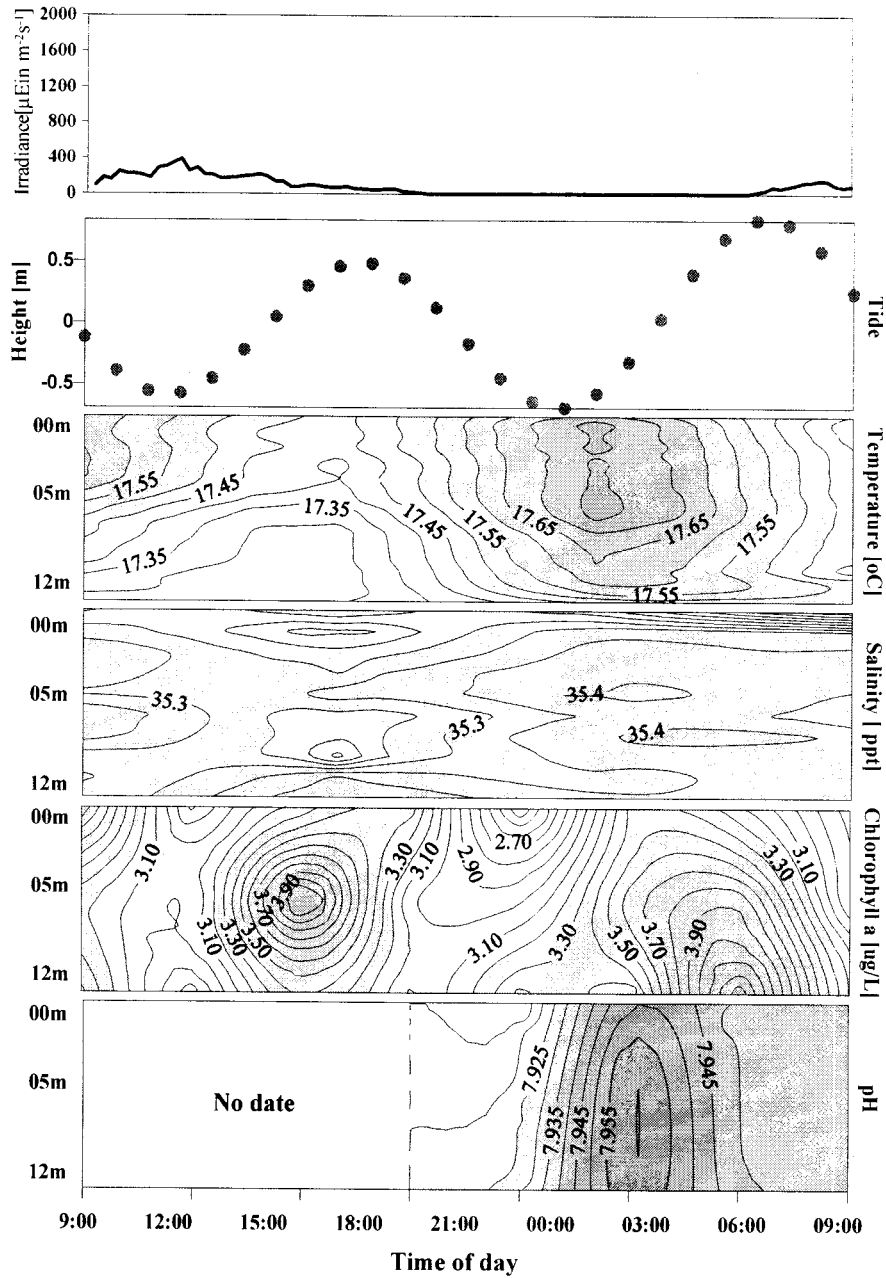 2000
1600
1200
800
400
0
Irradiance[µEin m-2s-1]
0.5
0
-0.5
Height [m]
Tide
00m
05m
12m
17.55
17.45
17.35
17.35
17.45
17.55
17.65
17.65
17.55
17.55
Temperature [oC]
00m
05m
12m
35.3
35.3
35.4
35.4
Salinity [ppt]
00m
05m
12m
3.10
3.10
3.30
3.50
3.70
3.90
3.30
3.10
2.90
2.70
3.10
3.30
3.50
3.70
3.90
3.30
3.10
Chlorophyll a [ug/L]
00m
05m
12m
No date
7.925
7.935
7.945
7.955
7.945
pH
9:00 12:00 15:00 18:00 21:00 00:00 03:00 06:00 09:00
Time of day